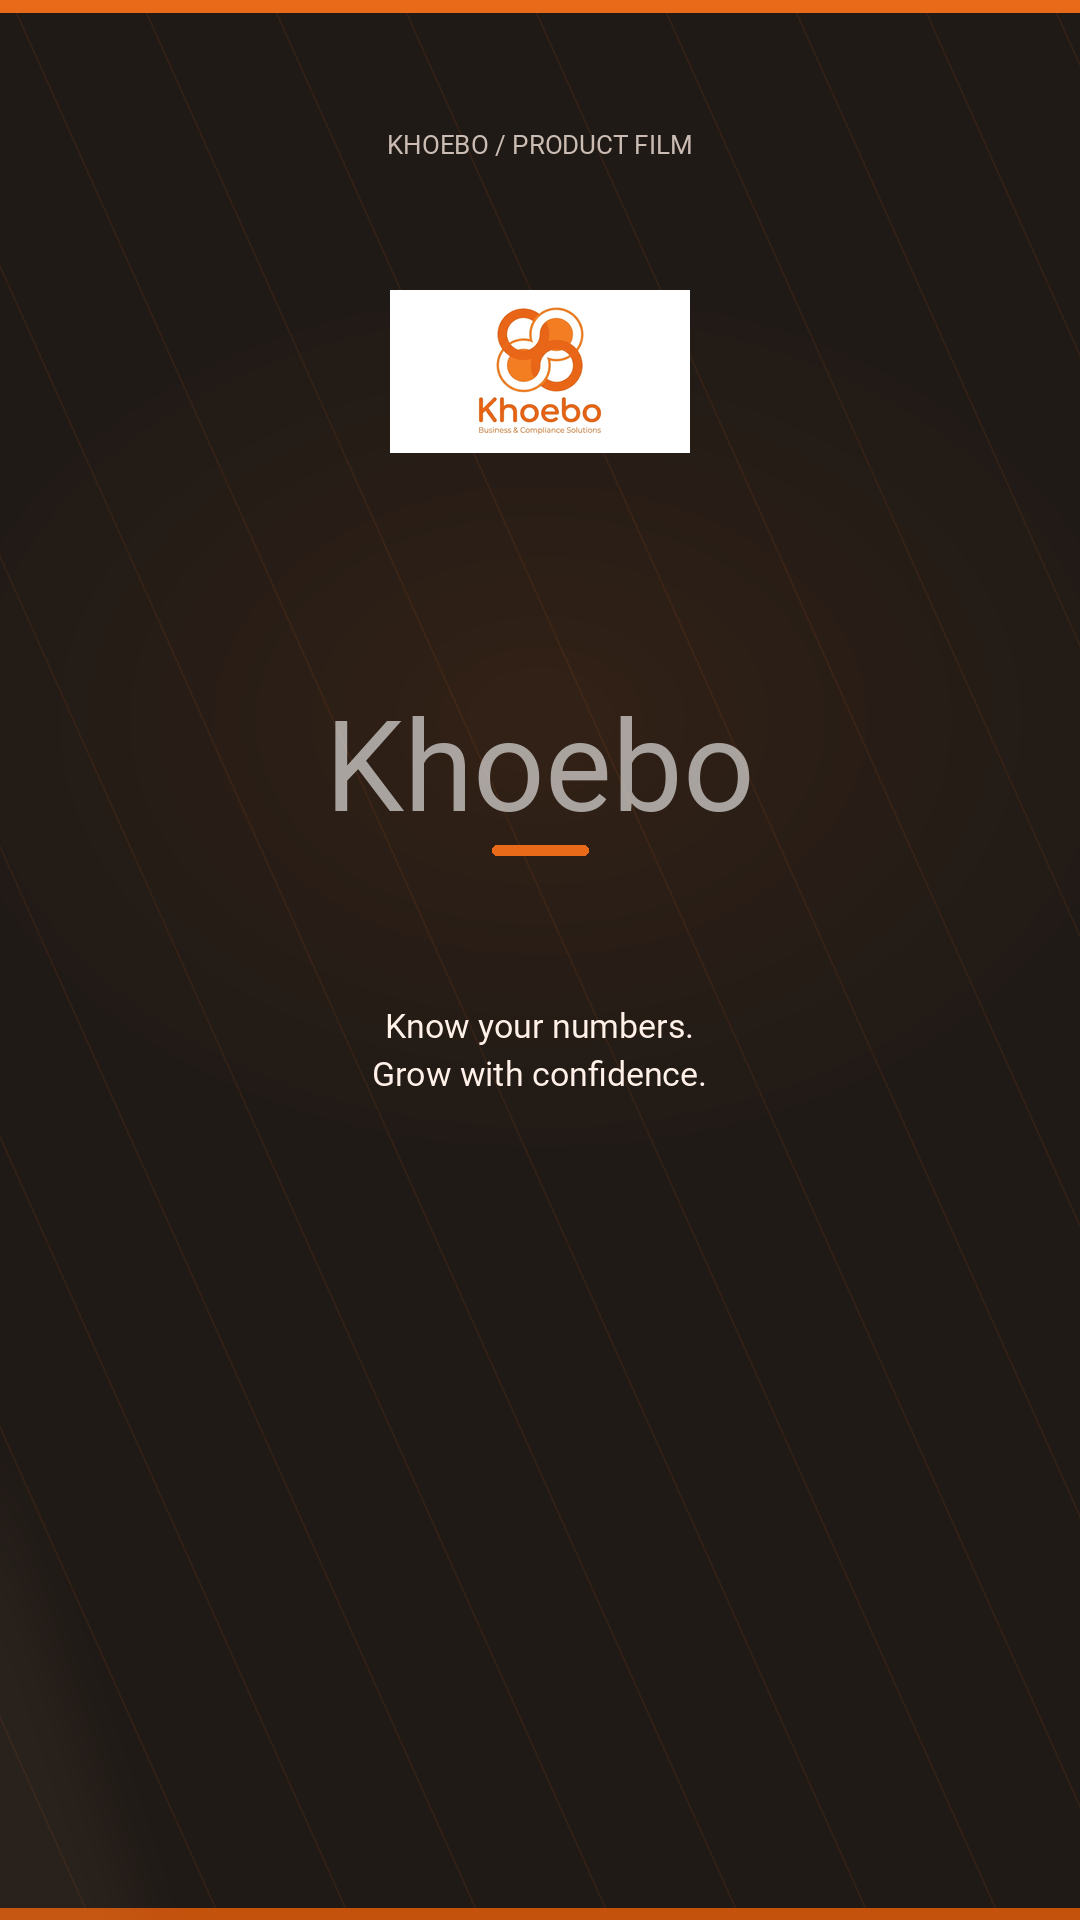 KHOEBO / PRODUCT FILM
Khoebo
Business & Compliance Solutions
Khoebo
Know your numbers.
Grow with confidence.